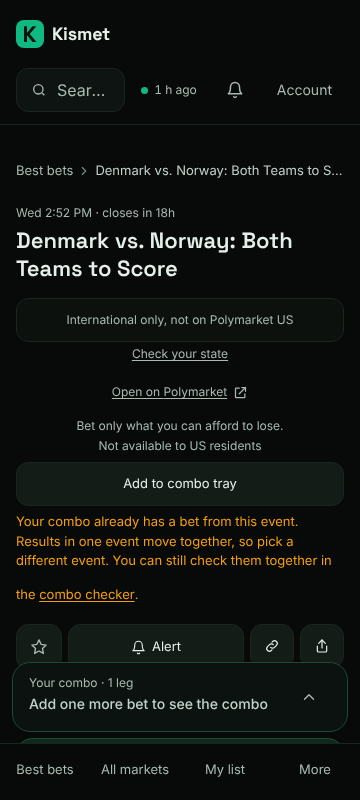 Kismet
Sear...
1 h ago
Account
Best bets
Denmark vs. Norway: Both Teams to S...
Wed 2:52 PM · closes in 18h
Denmark vs. Norway: Both
Teams to Score
International only, not on Polymarket US
Check your state
Open on Polymarket
Bet only what you can afford to lose.
Not available to US residents
Add to combo tray
Your combo already has a bet from this event.
Results in one event move together, so pick a
different event. You can still check them together in
the combo checker.
Alert
Your combo · 1 leg
Add one more bet to see the combo
Best bets
All markets
My list
More